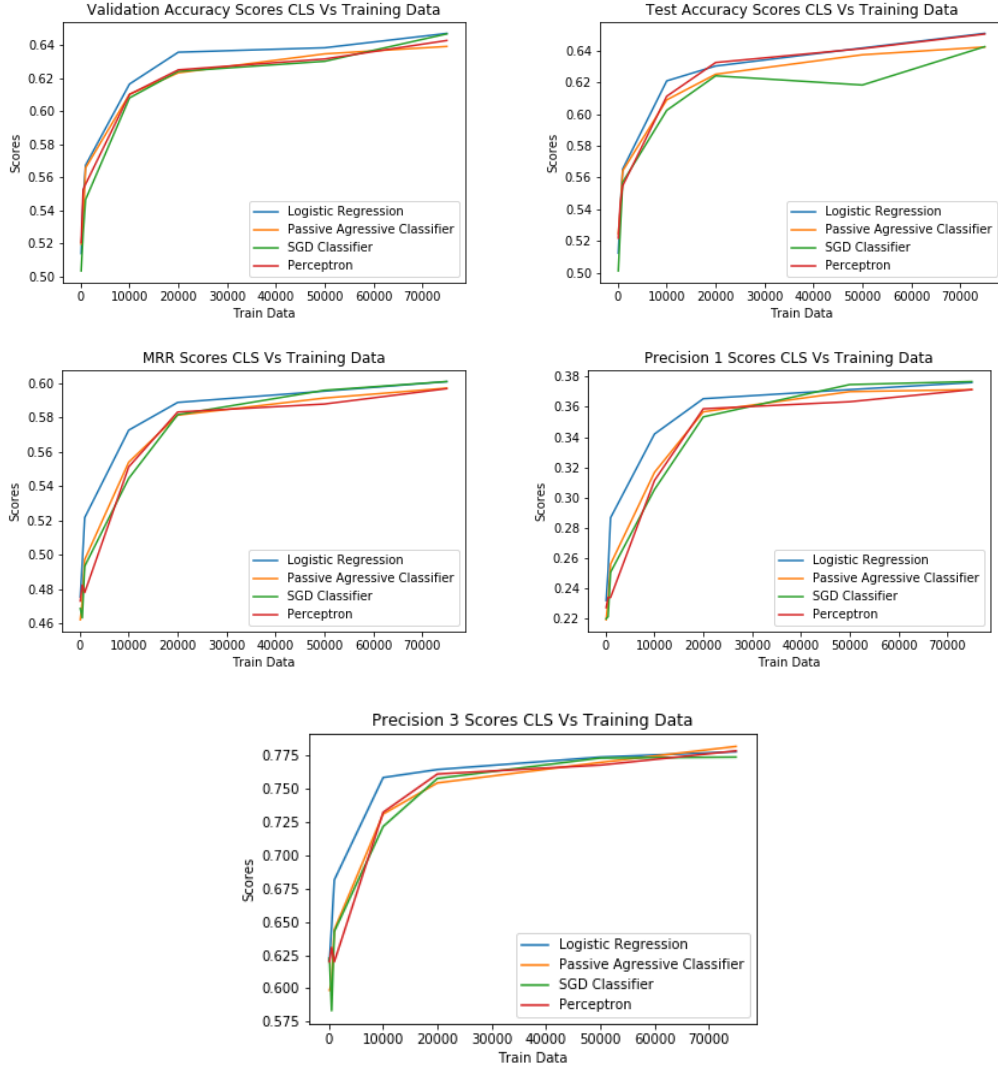 Validation Accuracy Scores CLS Vs Training Data
0.64
0.62
0.60
0.58
0.56
0.54
0.52
0.50
Scores
Logistic Regression
Passive Agressive Classifier
SGD Classifier
Perceptron
0 10000 20000 30000 40000 50000 60000 70000
Train Data
Test Accuracy Scores CLS Vs Training Data
0.64
0.62
0.60
0.58
0.56
0.54
0.52
0.50
Scores
Logistic Regression
Passive Agressive Classifier
SGD Classifier
Perceptron
0 10000 20000 30000 40000 50000 60000 70000
Train Data
MRR Scores CLS Vs Training Data
0.60
0.58
0.56
0.54
0.52
0.50
0.48
0.46
Scores
Logistic Regression
Passive Agressive Classifier
SGD Classifier
Perceptron
0 10000 20000 30000 40000 50000 60000 70000
Train Data
Precision 1 Scores CLS Vs Training Data
0.38
0.36
0.34
0.32
0.30
0.28
0.26
0.24
0.22
Scores
Logistic Regression
Passive Agressive Classifier
SGD Classifier
Perceptron
0 10000 20000 30000 40000 50000 60000 70000
Train Data
Precision 3 Scores CLS Vs Training Data
0.775
0.750
0.725
0.700
0.675
0.650
0.625
0.600
0.575
Scores
Logistic Regression
Passive Agressive Classifier
SGD Classifier
Perceptron
0 10000 20000 30000 40000 50000 60000 70000
Train Data